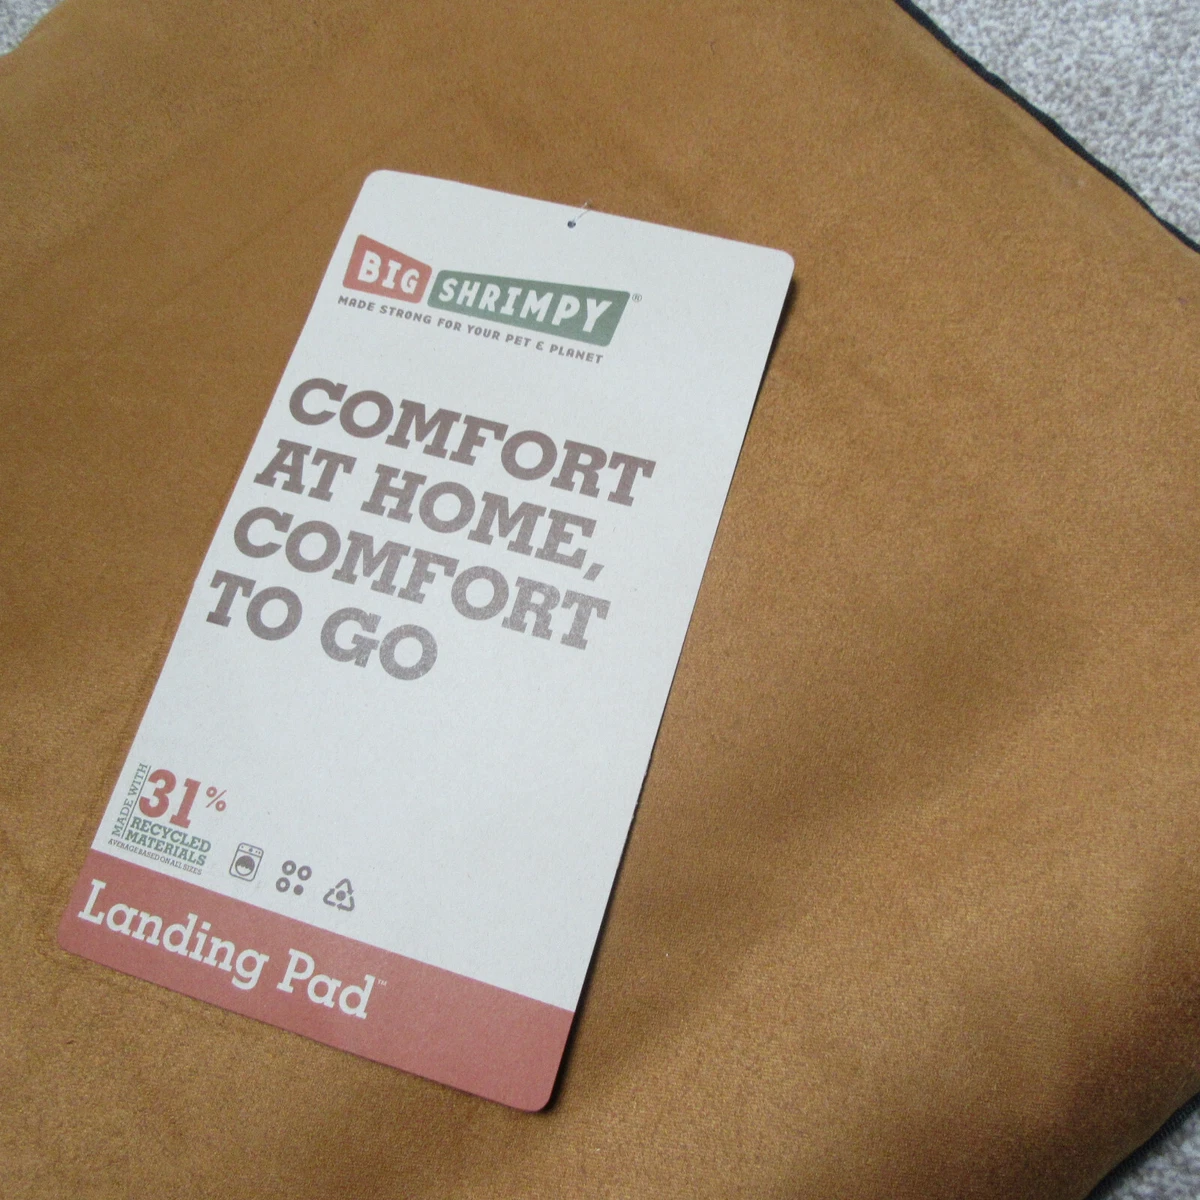 BIG SHRIMPY®
MADE STRONG FOR YOUR PET & PLANET
COMFORT
AT HOME,
COMFORT
TO GO
MADE WITH
31%
RECYCLED
MATERIALS
AVERAGE BASED ON ALL SIZES
Landing Pad™